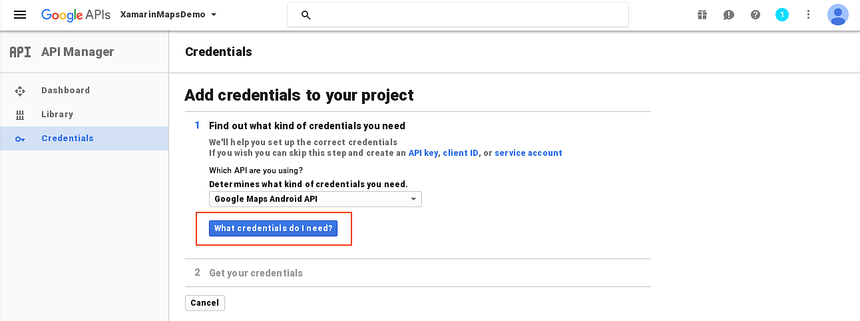 Google APIs XamarinMapsDemo 1
API API Manager
Credentials
Dashboard
Library
Credentials
Add credentials to your project
1 Find out what kind of credentials you need
We'll help you set up the correct credentials
If you wish you can skip this step and create an API key, client ID, or service account
Which API are you using?
Determines what kind of credentials you need.
Google Maps Android API
What credentials do I need?
2 Get your credentials
Cancel